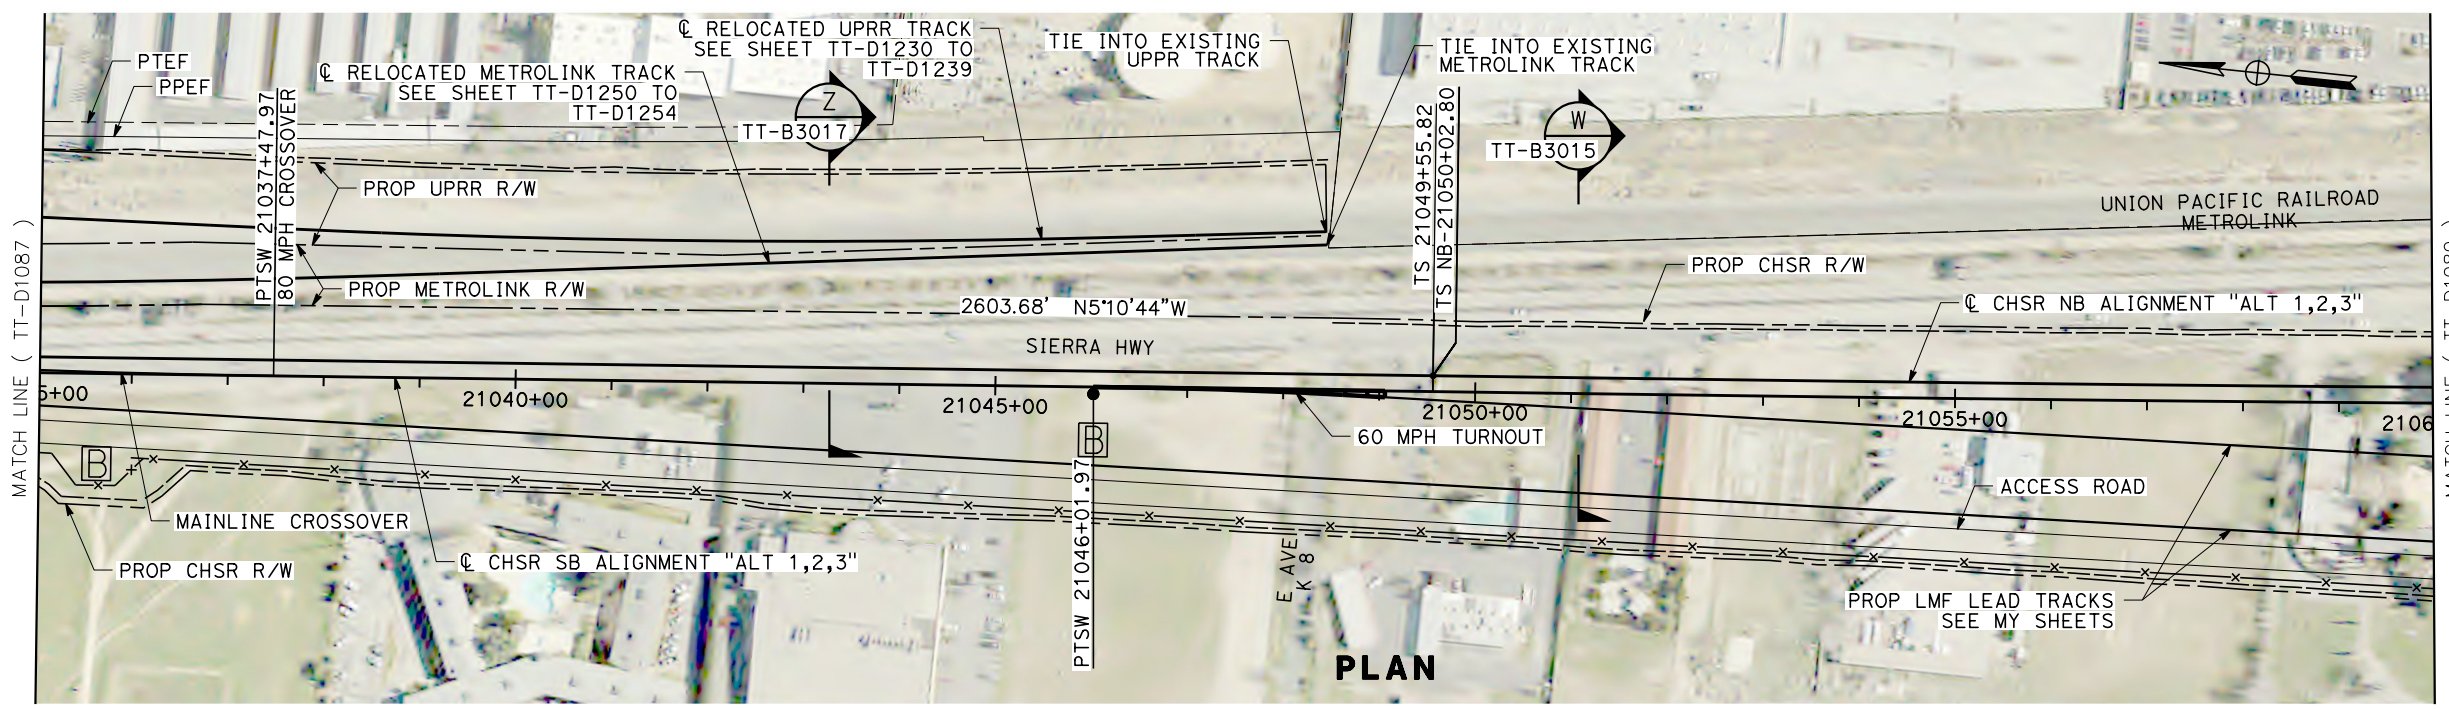 ℄ RELOCATED UPRR TRACK
SEE SHEET TT-D1230 TO
TT-D1239
TIE INTO EXISTING
UPPR TRACK
TIE INTO EXISTING
METROLINK TRACK
PTEF
PPEF
℄ RELOCATED METROLINK TRACK
SEE SHEET TT-D1250 TO
TT-D1254
Z
TT-B3017
W
TT-B3015
PTSW 21037+47.97
80 MPH CROSSOVER
TS 21049+55.82
TS NB-21050+02.80
PROP UPRR R/W
UNION PACIFIC RAILROAD
METROLINK
PROP METROLINK R/W
PROP CHSR R/W
2603.68' N5°10'44"W
℄ CHSR NB ALIGNMENT "ALT 1,2,3"
SIERRA HWY
MATCH LINE ( TT-D1087 )
5+00
21040+00
21045+00
21050+00
21055+00
2106
60 MPH TURNOUT
B
B
PTSW 21046+01.97
ACCESS ROAD
MAINLINE CROSSOVER
℄ CHSR SB ALIGNMENT "ALT 1,2,3"
PROP CHSR R/W
E AVE
K 8
PROP LMF LEAD TRACKS
SEE MY SHEETS
PLAN